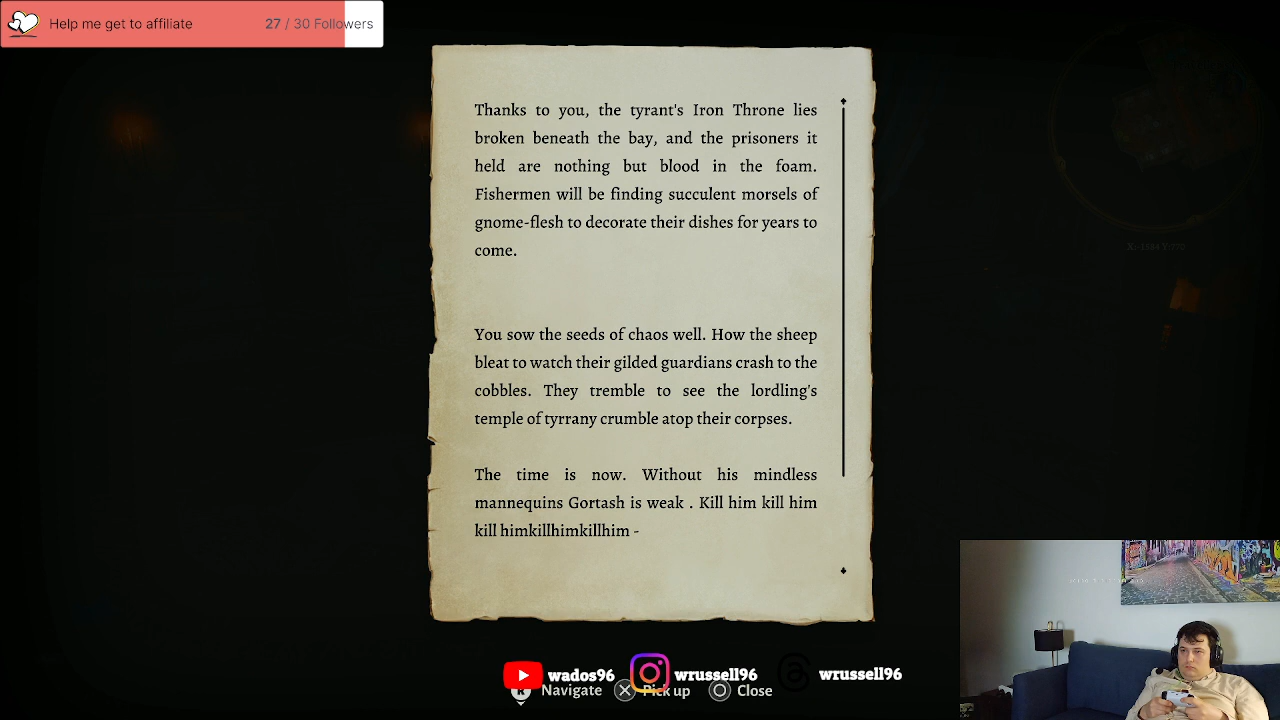 Help me get to affiliate 27 / 30 Followers
Thanks to you, the tyrant's Iron Throne lies
broken beneath the bay, and the prisoners it
held are nothing but blood in the foam.
Fishermen will be finding succulent morsels of
gnome-flesh to decorate their dishes for years to
come.
You sow the seeds of chaos well. How the sheep
bleat to watch their gilded guardians crash to the
cobbles. They tremble to see the lordling's
temple of tyrrany crumble atop their corpses.
The time is now. Without his mindless
mannequins Gortash is weak . Kill him kill him
kill himkillhimkillhim -
wados96 wrussell96 wrussell96
R Navigate Pick up Close